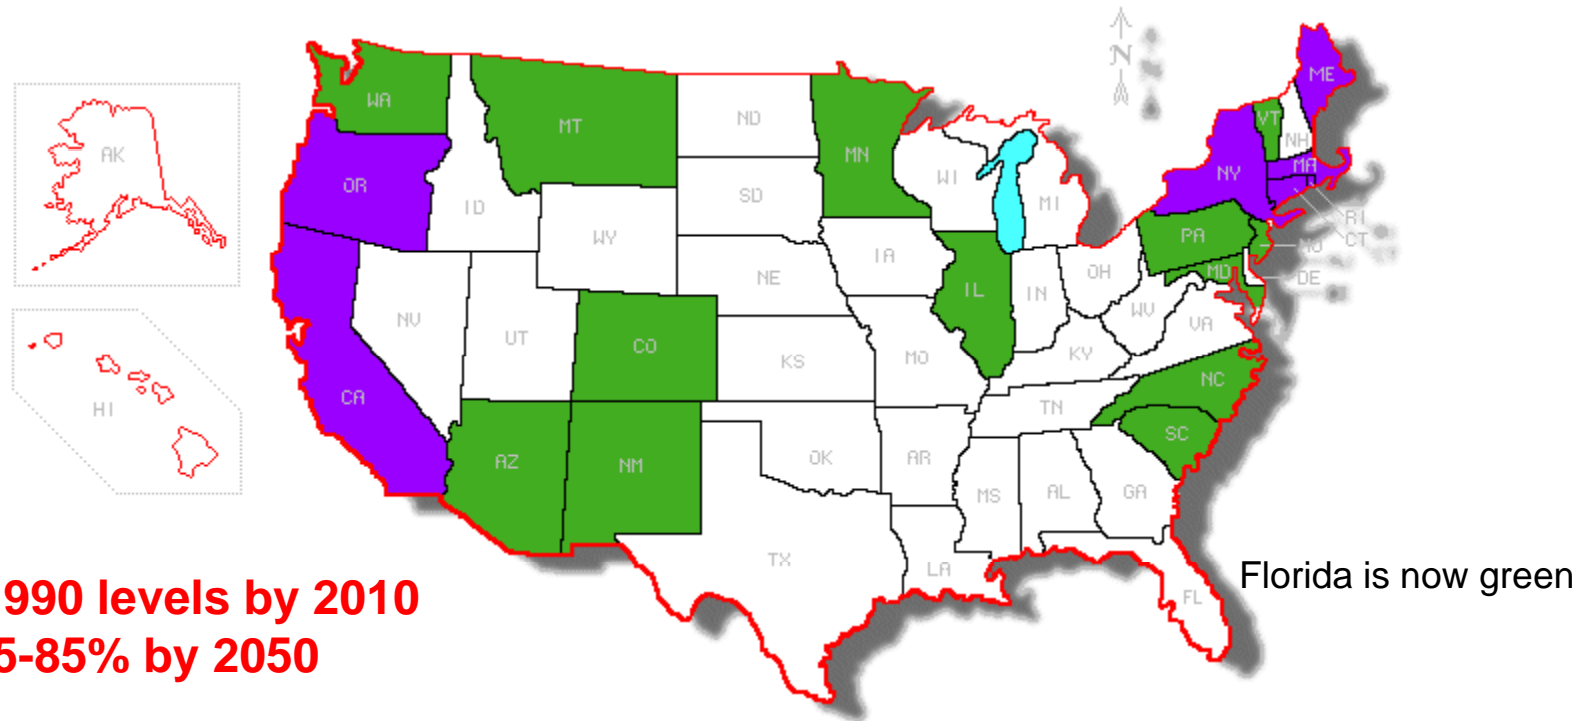 N
ME
WA
VT
MT
ND
NH
AK
MN
MA
WI
NY
OR
SD
MI
ID
RI
PA
WY
CT
NJ
IA
OH
MD
NE
DE
IL
IN
WV
NV
VA
UT
CO
KY
MO
KS
NC
CA
TN
HI
SC
AZ
NM
OK
AR
MS
AL
GA
TX
LA
Florida is now green
FL
990 levels by 2010
5-85% by 2050